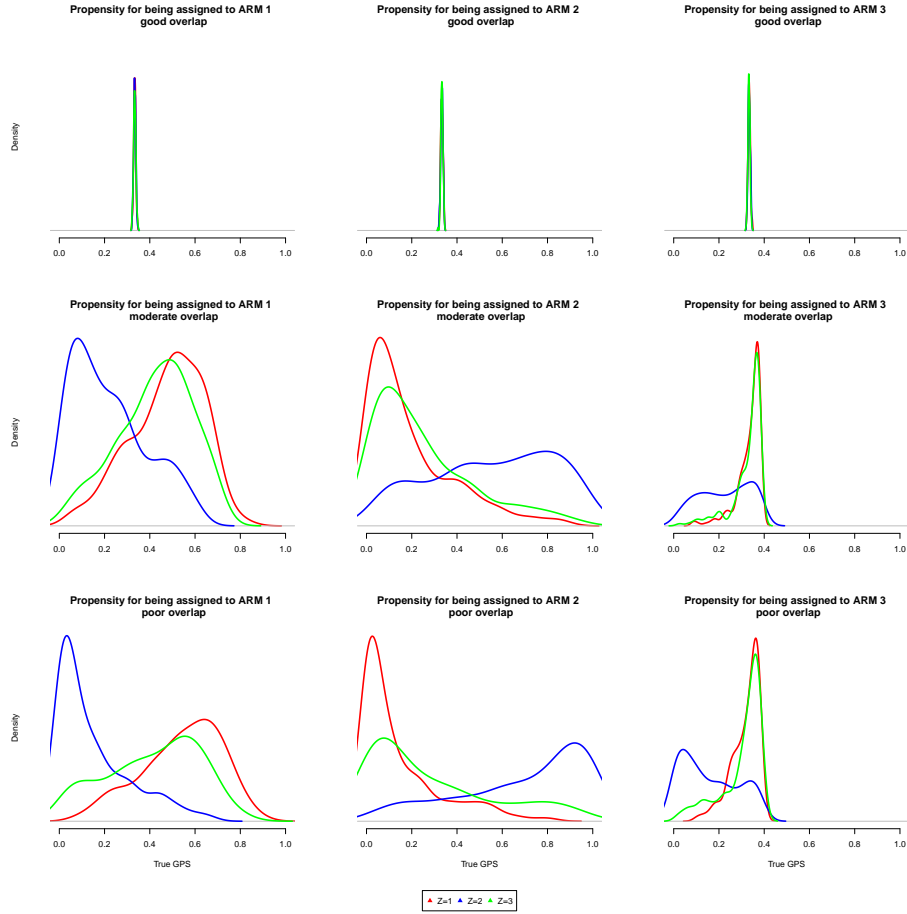 Propensity for being assigned to ARM 1
good overlap
Propensity for being assigned to ARM 2
good overlap
Propensity for being assigned to ARM 3
good overlap
Density
0.0 0.2 0.4 0.6 0.8 1.0
0.0 0.2 0.4 0.6 0.8 1.0
0.0 0.2 0.4 0.6 0.8 1.0
Propensity for being assigned to ARM 1
moderate overlap
Propensity for being assigned to ARM 2
moderate overlap
Propensity for being assigned to ARM 3
moderate overlap
Density
0.0 0.2 0.4 0.6 0.8 1.0
0.0 0.2 0.4 0.6 0.8 1.0
0.0 0.2 0.4 0.6 0.8 1.0
Propensity for being assigned to ARM 1
poor overlap
Propensity for being assigned to ARM 2
poor overlap
Propensity for being assigned to ARM 3
poor overlap
Density
0.0 0.2 0.4 0.6 0.8 1.0
0.0 0.2 0.4 0.6 0.8 1.0
0.0 0.2 0.4 0.6 0.8 1.0
True GPS
True GPS
True GPS
Z=1 Z=2 Z=3